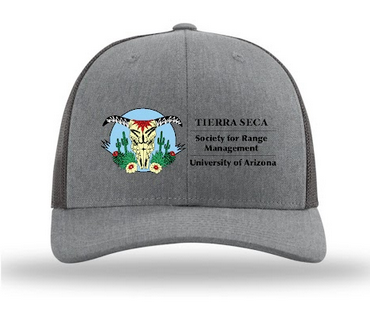 TIERRA SECA
Society for Range
Management
University of Arizona